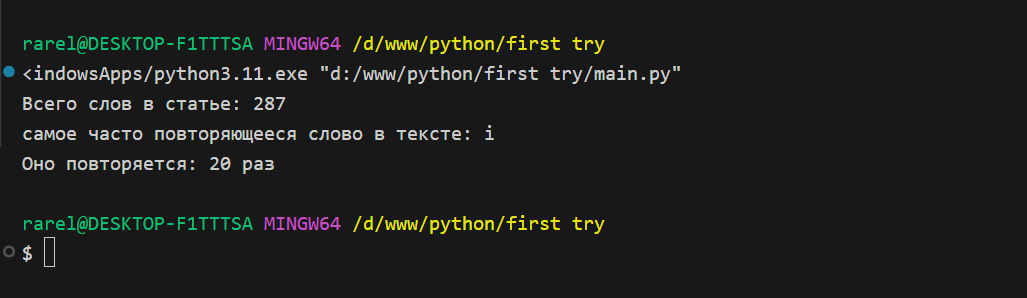 rarel@DESKTOP-F1TTTSA MINGW64 /d/www/python/first try
<indowsApps/python3.11.exe "d:/www/python/first try/main.py"
Всего слов в статье: 287
самое часто повторяющееся слово в тексте: i
Оно повторяется: 20 раз
rarel@DESKTOP-F1TTTSA MINGW64 /d/www/python/first try
$